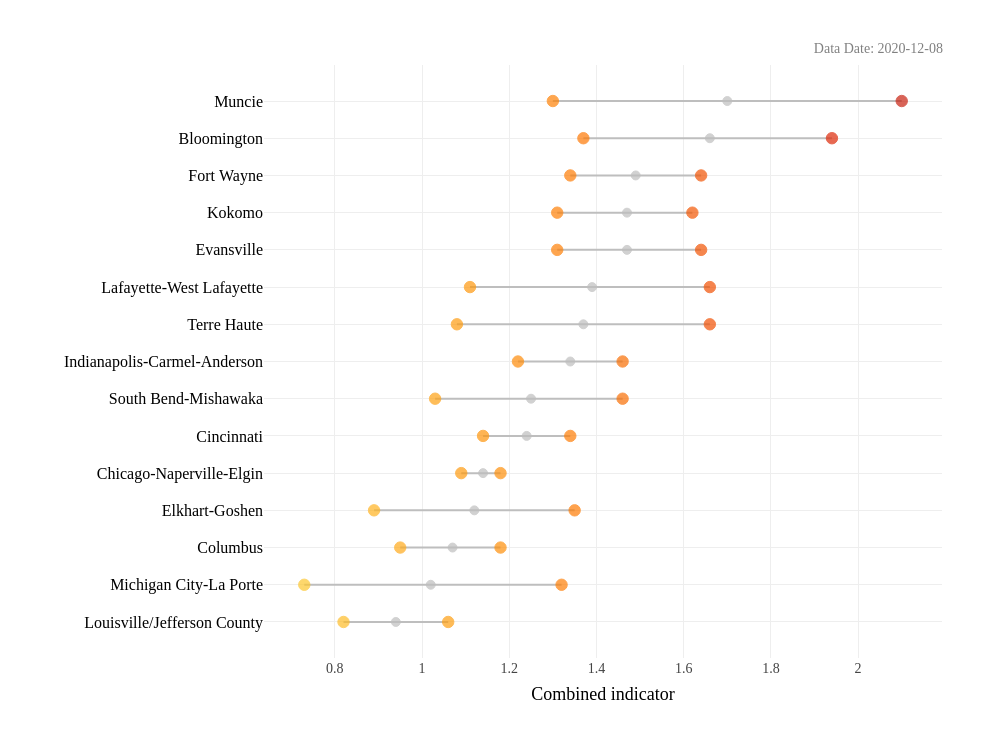 Data Date: 2020-12-08
Muncie
Bloomington
Fort Wayne
Kokomo
Evansville
Lafayette-West Lafayette
Terre Haute
Indianapolis-Carmel-Anderson
South Bend-Mishawaka
Cincinnati
Chicago-Naperville-Elgin
Elkhart-Goshen
Columbus
Michigan City-La Porte
Louisville/Jefferson County
0.8 1 1.2 1.4 1.6 1.8 2
Combined indicator